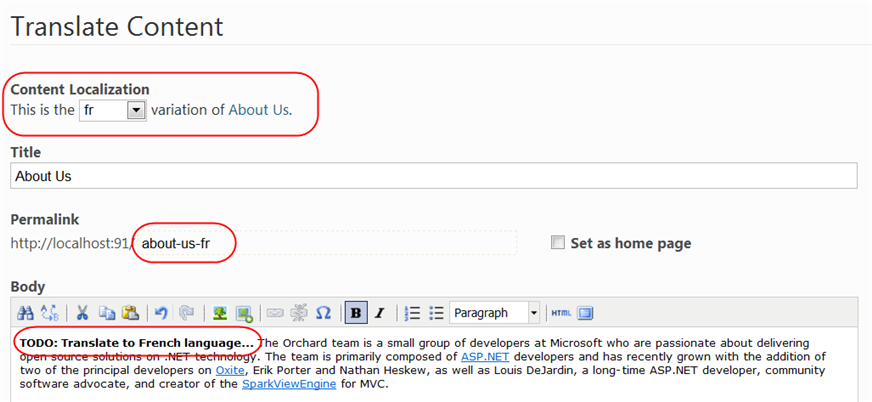 Translate Content
Content Localization
This is the fr variation of About Us.
Title
About Us
Permalink
http://localhost:91/ about-us-fr Set as home page
Body
B I Paragraph HTML
TODO: Translate to French language... The Orchard team is a small group of developers at Microsoft who are passionate about delivering
open source solutions on .NET technology. The team is primarily composed of ASP.NET developers and has recently grown with the addition of
two of the principal developers on Oxite, Erik Porter and Nathan Heskew, as well as Louis DeJardin, a long-time ASP.NET developer, community
software advocate, and creator of the SparkViewEngine for MVC.